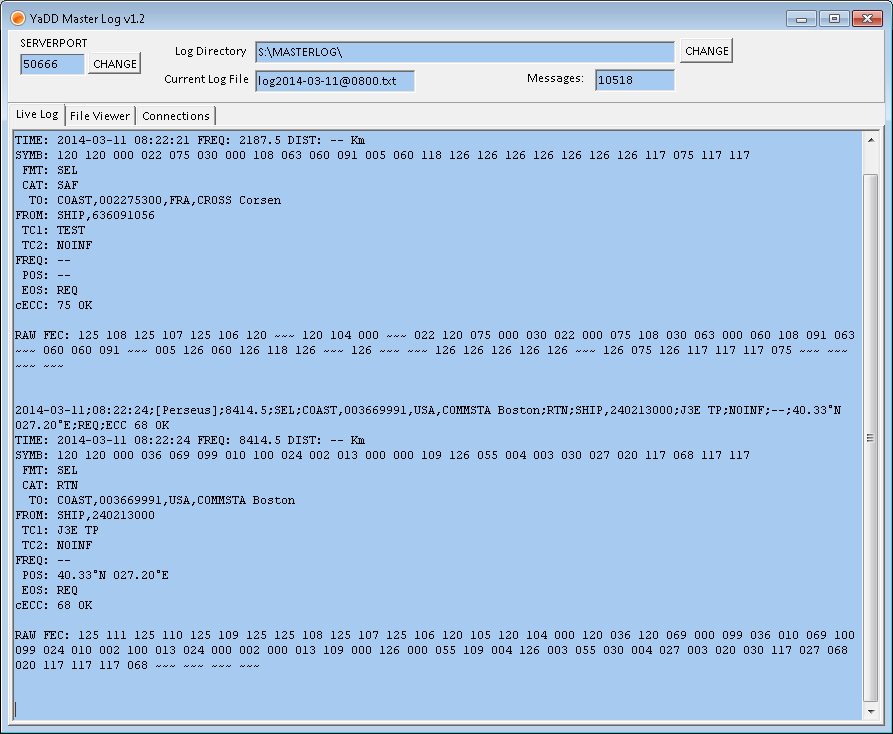 YaDD Master Log v1.2
SERVERPORT
50666 CHANGE
Log Directory S:\MASTERLOG\ CHANGE
Current Log File log2014-03-11@0800.txt Messages: 10518
Live Log File Viewer Connections
TIME: 2014-03-11 08:22:21 FREQ: 2187.5 DIST: -- Km
SYMB: 120 120 000 022 075 030 000 108 063 060 091 005 060 118 126 126 126 126 126 126 126 117 075 117 117
FMT: SEL
CAT: SAF
TO: COAST,002275300,FRA,CROSS Corsen
FROM: SHIP,636091056
TC1: TEST
TC2: NOINF
FREQ: --
POS: --
EOS: REQ
cECC: 75 OK
RAW FEC: 125 108 125 107 125 106 120 ~~~ 120 104 000 ~~~ 022 120 075 000 030 022 000 075 108 030 063 000 060 108 091 063
~~~ 060 060 091 ~~~ 005 126 060 126 118 126 ~~~ 126 ~~~ ~~~ 126 126 126 126 126 ~~~ 126 075 126 117 117 117 075 ~~~ ~~~
~~~ ~~~
2014-03-11;08:22:24;[Perseus];8414.5;SEL;COAST,003669991,USA,COMMSTA Boston;RTN;SHIP,240213000;J3E TP;NOINF;--;40.33°N
027.20°E;REQ;ECC 68 OK
TIME: 2014-03-11 08:22:24 FREQ: 8414.5 DIST: -- Km
SYMB: 120 120 000 036 069 099 010 100 024 002 013 000 000 109 126 055 004 003 030 027 020 117 068 117 117
FMT: SEL
CAT: RTN
TO: COAST,003669991,USA,COMMSTA Boston
FROM: SHIP,240213000
TC1: J3E TP
TC2: NOINF
FREQ: --
POS: 40.33°N 027.20°E
EOS: REQ
cECC: 68 OK
RAW FEC: 125 111 125 110 125 109 125 125 108 125 107 125 106 120 105 120 104 000 120 036 120 069 000 099 036 010 069 100
099 024 010 002 100 013 024 000 002 000 013 109 000 126 000 055 109 004 126 003 055 030 004 027 003 020 030 117 027 068
020 117 117 117 068 ~~~ ~~~ ~~~ ~~~